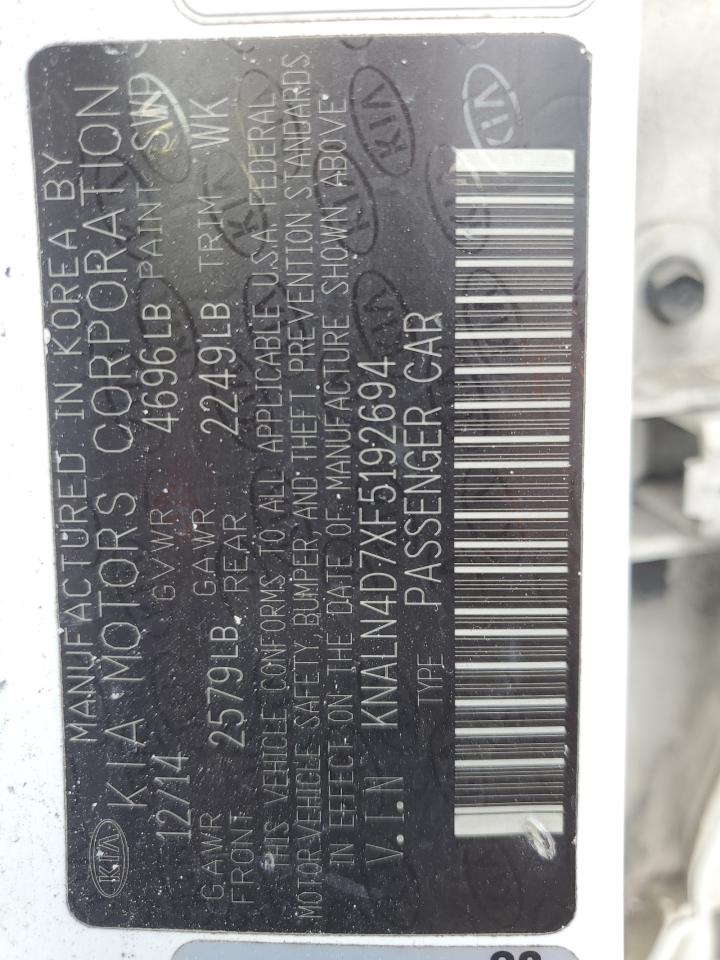 MANUFACTURED IN KOREA BY
KIA KIA MOTORS CORPORATION
12/14 GVWR 4696LB PAINT SWP
GAWR FRONT 2579LB GAWR REAR 2249LB TRIM WK
THIS VEHICLE CONFORMS TO ALL APPLICABLE U.S.A FEDERAL
MOTOR VEHICLE SAFETY, BUMPER, AND THEFT PREVENTION STANDARDS
IN EFFECT ON THE DATE OF MANUFACTURE SHOWN ABOVE
V.I.N KNALN4D7XF5192694
TYPE PASSENGER CAR